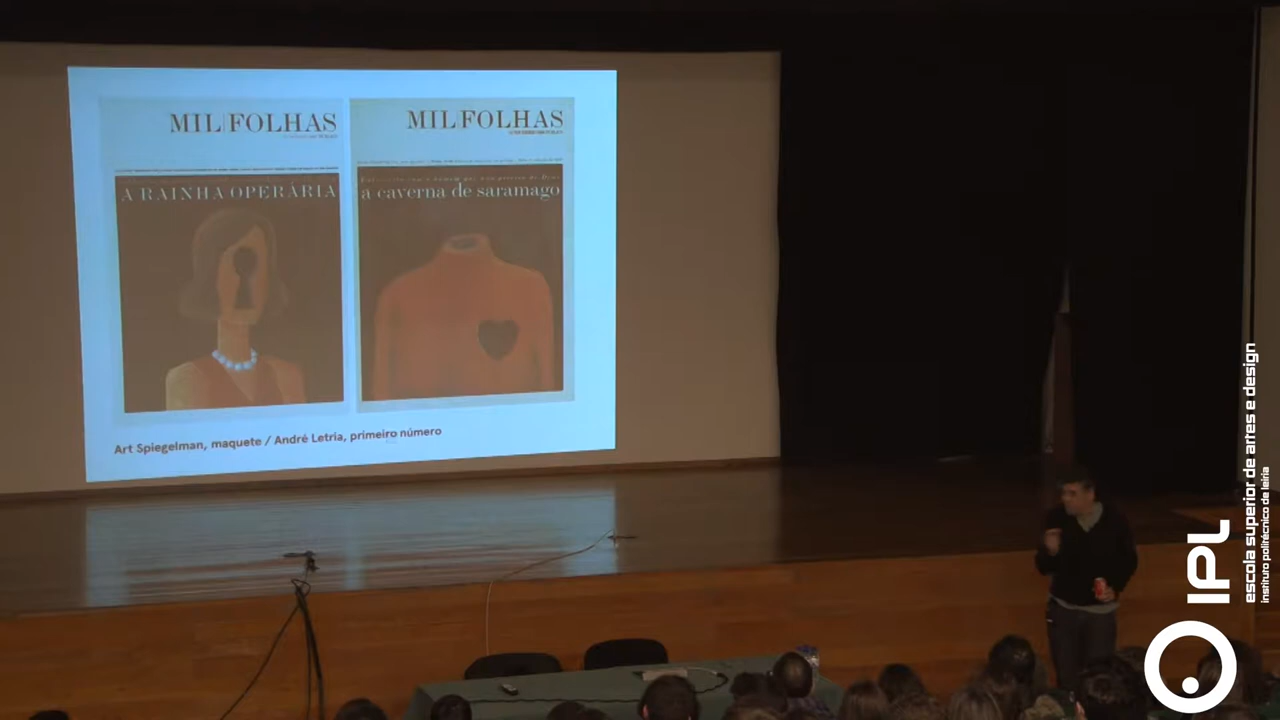 MIL|FOLHAS
A RAINHA OPERÁRIA
MIL|FOLHAS
a caverna de saramago
Art Spiegelman, maquete / André Letria, primeiro número
IPL
escola superior de artes e design
instituto politécnico de leiria